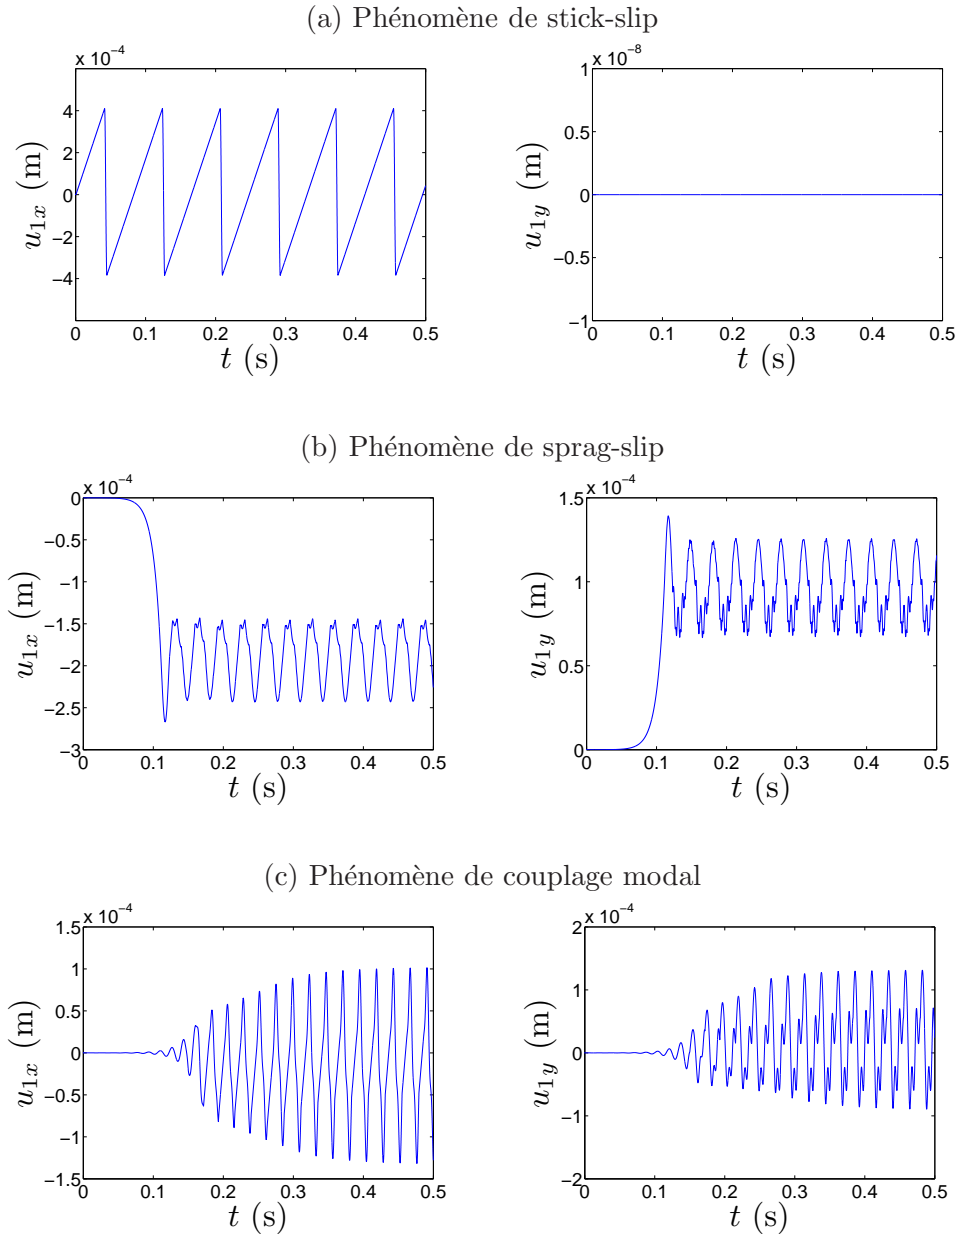 (a) Phénomène de stick-slip
x 10⁻⁴
4
2
0
−2
−4
0 0.1 0.2 0.3 0.4 0.5
u₁ₓ (m)
t (s)
x 10⁻⁸
1
0.5
0
−0.5
−1
0 0.1 0.2 0.3 0.4 0.5
u₁ᵧ (m)
t (s)
(b) Phénomène de sprag-slip
x 10⁻⁴
0
−0.5
−1
−1.5
−2
−2.5
−3
0 0.1 0.2 0.3 0.4 0.5
u₁ₓ (m)
t (s)
x 10⁻⁴
1.5
1
0.5
0
0 0.1 0.2 0.3 0.4 0.5
u₁ᵧ (m)
t (s)
(c) Phénomène de couplage modal
x 10⁻⁴
1.5
1
0.5
0
−0.5
−1
−1.5
0 0.1 0.2 0.3 0.4 0.5
u₁ₓ (m)
t (s)
x 10⁻⁴
2
1
0
−1
−2
0 0.1 0.2 0.3 0.4 0.5
u₁ᵧ (m)
t (s)